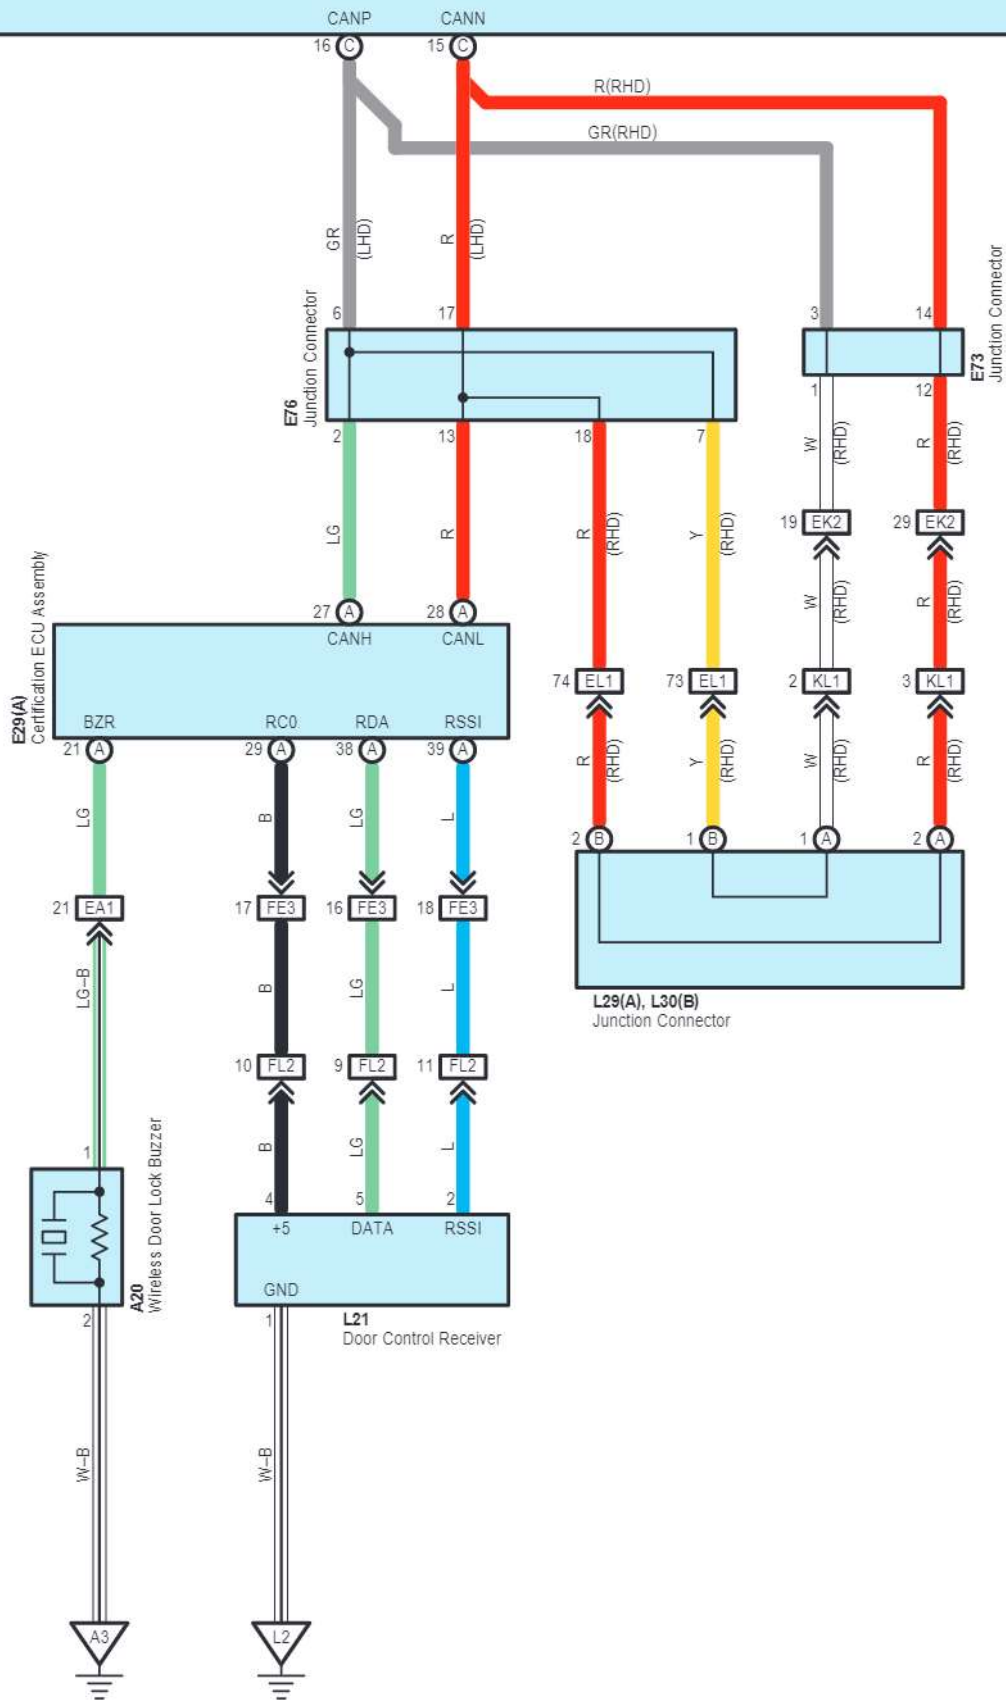 CANP CANN
16 C 15 C
R(RHD)
GR(RHD)
GR (LHD) R (LHD)
6 17 3 14
E76 Junction Connector
E73 Junction Connector
2 13 18 7 1 12
LG R R (RHD) Y (RHD) W (RHD) R (RHD)
19 EK2 29 EK2
W (RHD) R (RHD)
27 A 28 A
CANH CANL
E29(A) Certification ECU Assembly
74 EL1 73 EL1 2 KL1 3 KL1
BZR RC0 RDA RSSI
21 A 29 A 38 A 39 A
R (RHD) Y (RHD) W (RHD) R (RHD)
LG B LG L
2 B 1 B 1 A 2 A
21 EA1 17 FE3 16 FE3 18 FE3
LG–B B LG L
L29(A), L30(B)
Junction Connector
10 FL2 9 FL2 11 FL2
B LG L
1 4 5 2
+5 DATA RSSI
A20 Wireless Door Lock Buzzer
GND
2 1
L21
Door Control Receiver
W–B W–B
A3 L2